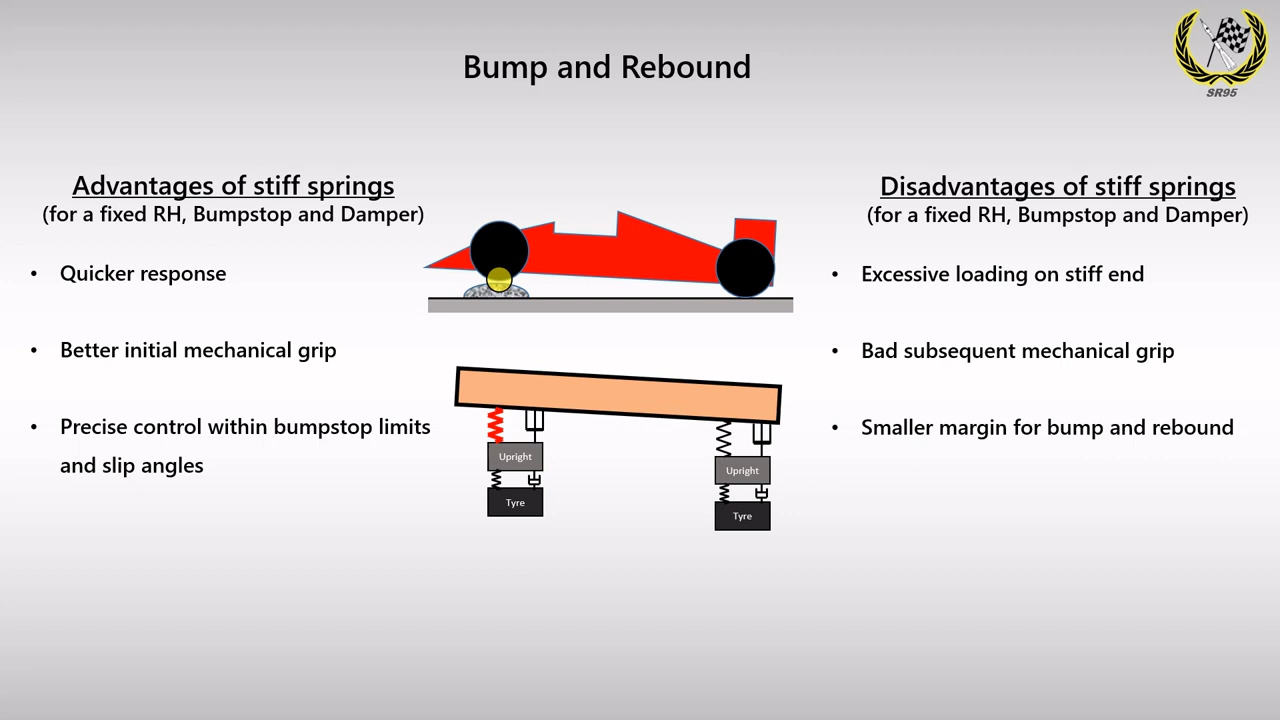 SR95
Bump and Rebound
Advantages of stiff springs
(for a fixed RH, Bumpstop and Damper)
• Quicker response
• Better initial mechanical grip
• Precise control within bumpstop limits
and slip angles
Upright
Tyre
Upright
Tyre
Disadvantages of stiff springs
(for a fixed RH, Bumpstop and Damper)
• Excessive loading on stiff end
• Bad subsequent mechanical grip
• Smaller margin for bump and rebound